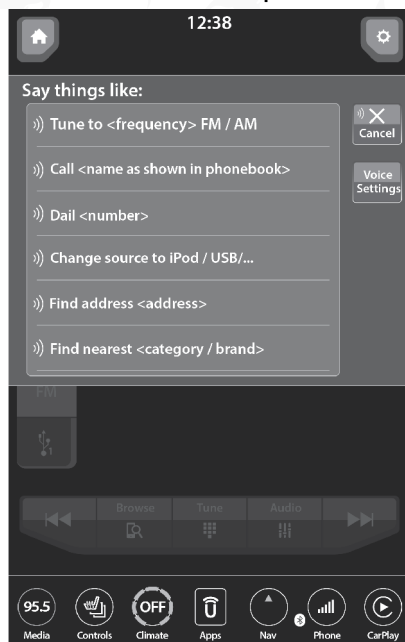 12:38
Say things like:
Tune to <frequency> FM / AM
Cancel
Call <name as shown in phonebook>
Voice
Settings
Dail <number>
Change source to iPod / USB/...
Find address <address>
Find nearest <category / brand>
FM
1
Browse Tune Audio
95.5 OFF
Media Controls Climate Apps Nav Phone CarPlay